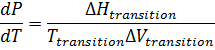 dP/dT = ΔH_transition / T_transition ΔV_transition